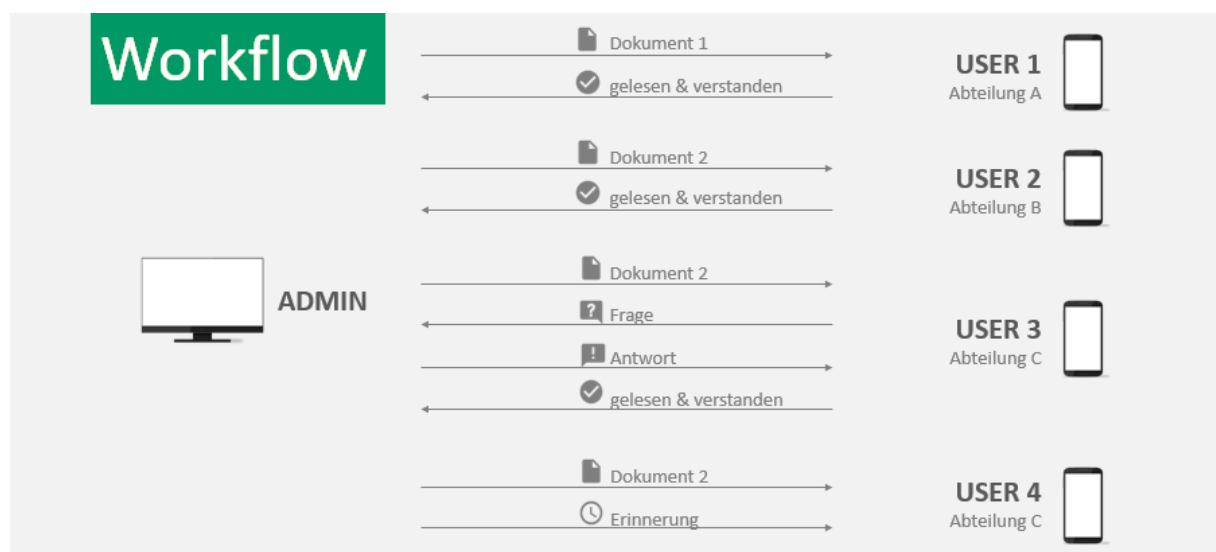 Workflow
Dokument 1
gelesen & verstanden
USER 1
Abteilung A
Dokument 2
gelesen & verstanden
USER 2
Abteilung B
ADMIN
Dokument 2
? Frage
! Antwort
gelesen & verstanden
USER 3
Abteilung C
Dokument 2
Erinnerung
USER 4
Abteilung C